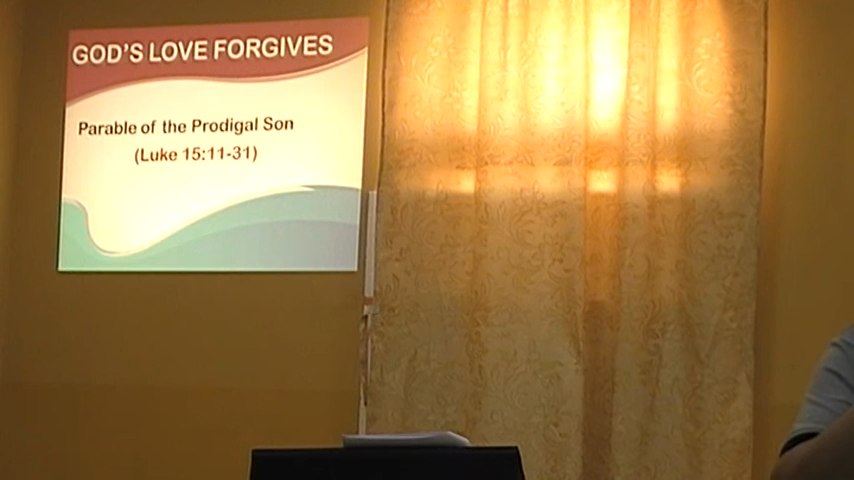 GOD'S LOVE FORGIVES
Parable of the Prodigal Son
(Luke 15:11-31)